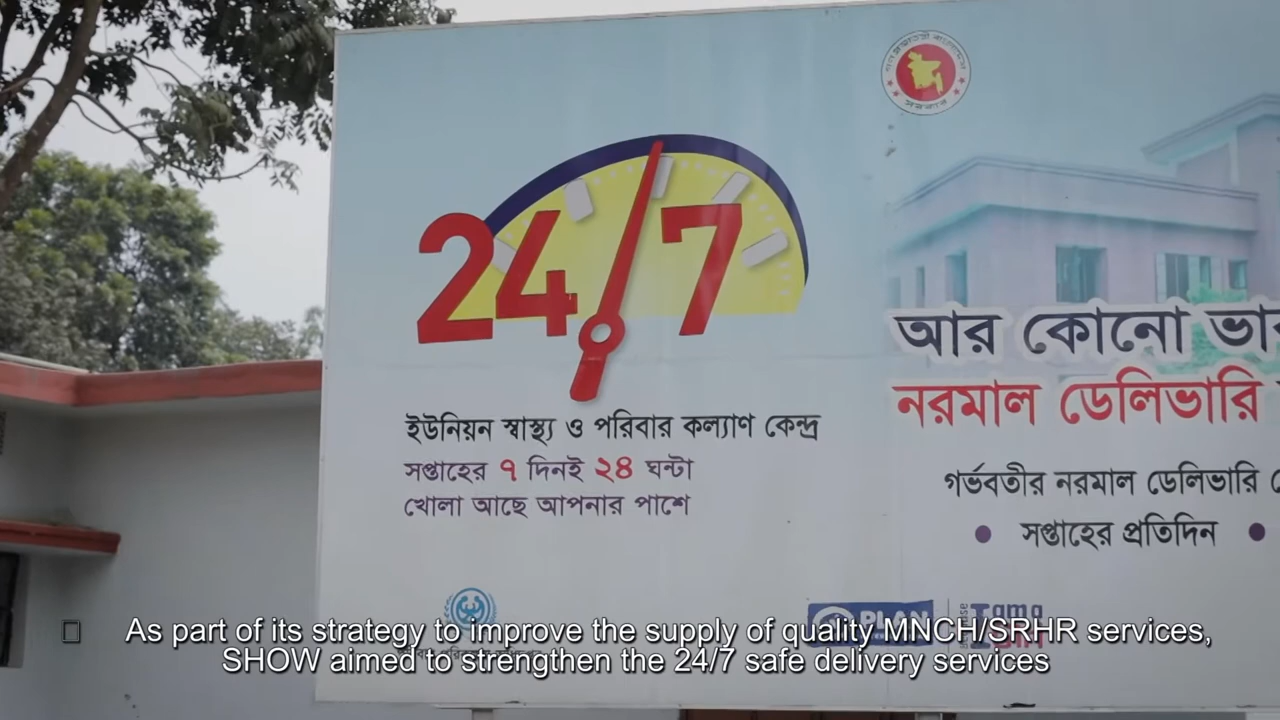 24/7
ইউনিয়ন স্বাস্থ্য ও পরিবার কল্যাণ কেন্দ্র
সপ্তাহের ৭ দিনই ২৪ ঘন্টা
খোলা আছে আপনার পাশে
আর কোনো
নরমাল ডেলিভারি
গর্ভবতীর নরমাল ডেলিভারি
• সপ্তাহের প্রতিদিন •
PLAN
I am a
As part of its strategy to improve the supply of quality MNCH/SRHR services,
SHOW aimed to strengthen the 24/7 safe delivery services